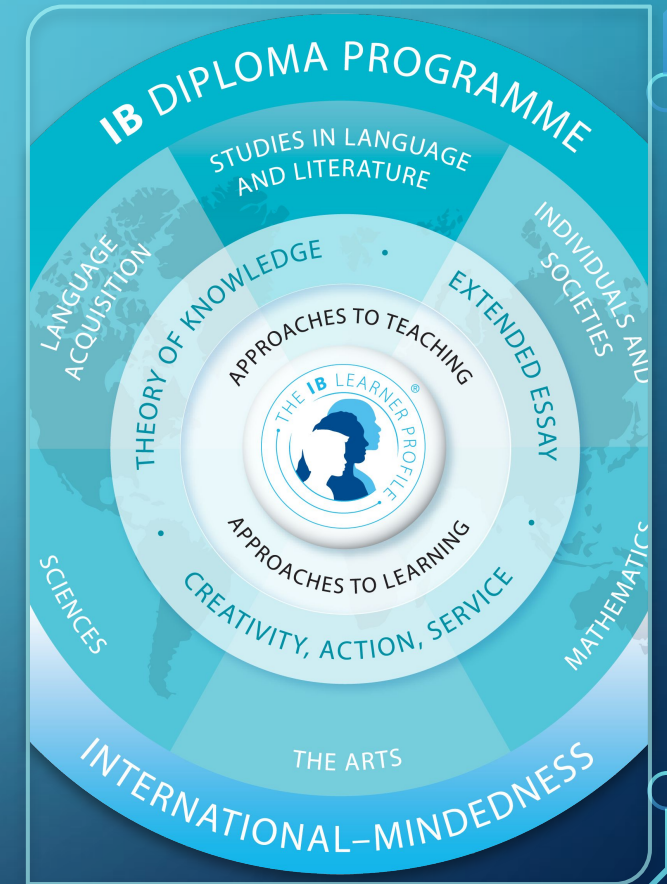 IB DIPLOMA PROGRAMME
STUDIES IN LANGUAGE
AND LITERATURE
LANGUAGE
ACQUISITION
INDIVIDUALS AND
SOCIETIES
THEORY OF KNOWLEDGE
·
EXTENDED ESSAY
·
CREATIVITY, ACTION, SERVICE
·
APPROACHES TO TEACHING
THE IB LEARNER PROFILE
®
APPROACHES TO LEARNING
SCIENCES
MATHEMATICS
THE ARTS
INTERNATIONAL–MINDEDNESS